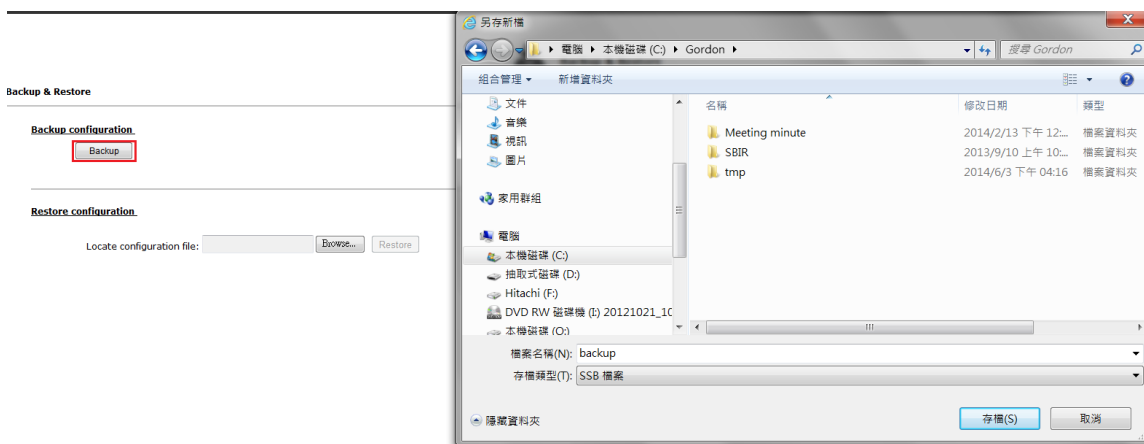 Backup & Restore
Backup configuration
Backup
Restore configuration
Locate configuration file:
Browse...
Restore
另存新檔
電腦 ▸ 本機磁碟 (C:) ▸ Gordon ▸
搜尋 Gordon
組合管理
新增資料夾
文件
音樂
視訊
圖片
家用群組
電腦
本機磁碟 (C:)
抽取式磁碟 (D:)
Hitachi (F:)
DVD RW 磁碟機 (I:) 20121021_10
本機磁碟 (O:)
名稱 修改日期 類型
Meeting minute 2014/2/13 下午 12:... 檔案資料夾
SBIR 2013/9/10 上午 10:... 檔案資料夾
tmp 2014/6/3 下午 04:16 檔案資料夾
檔案名稱(N): backup
存檔類型(T): SSB 檔案
隱藏資料夾
存檔(S)
取消